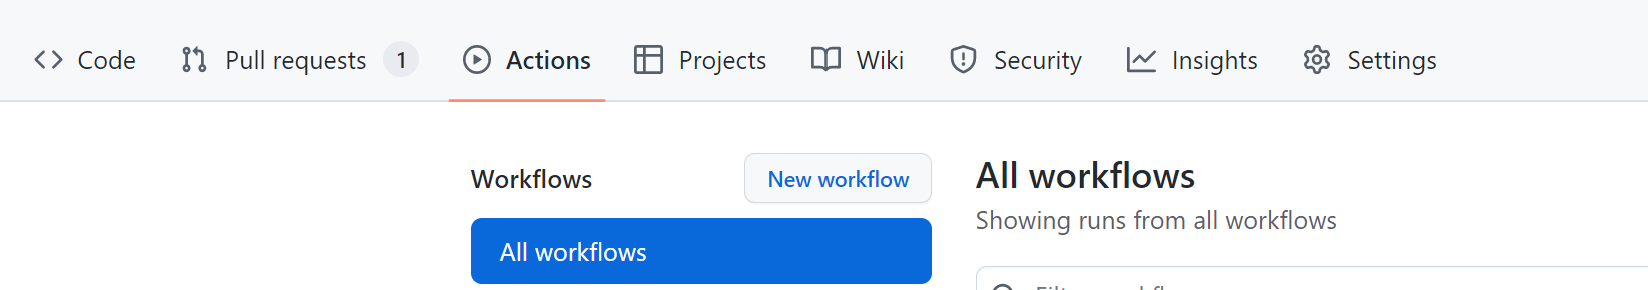 Code Pull requests 1 Actions Projects Wiki Security Insights Settings
Workflows New workflow
All workflows
All workflows
Showing runs from all workflows